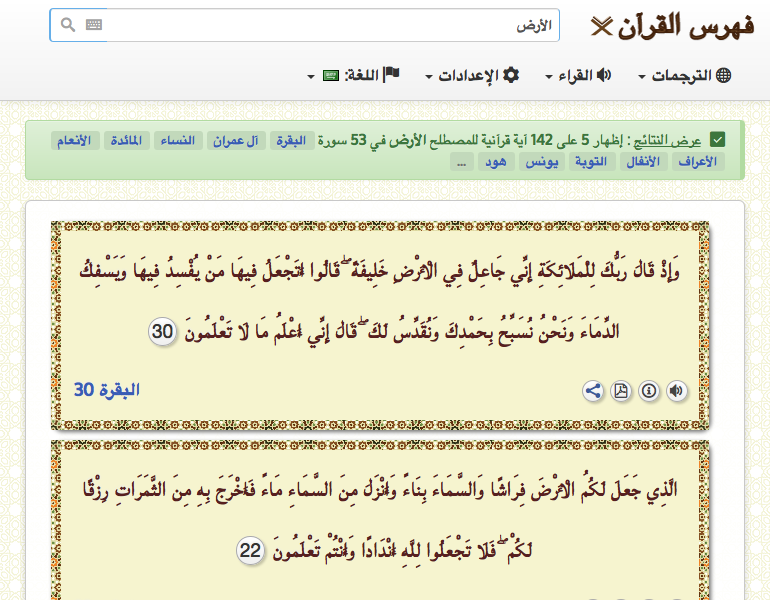 فهرس القرآن
الأرض
الترجمات القراء الإعدادات اللغة:
عرض النتائج : إظهار 5 على 142 آية قرآنية للمصطلح الأرض في 53 سورة البقرة آل عمران النساء المائدة الأنعام
الأعراف الأنفال التوبة يونس هود ...
وَإِذْ قَالَ رَبُّكَ لِلْمَلَائِكَةِ إِنِّي جَاعِلٌ فِي الْأَرْضِ خَلِيفَةً ۖ قَالُوا أَتَجْعَلُ فِيهَا مَنْ يُفْسِدُ فِيهَا وَيَسْفِكُ
الدِّمَاءَ وَنَحْنُ نُسَبِّحُ بِحَمْدِكَ وَنُقَدِّسُ لَكَ ۖ قَالَ إِنِّي أَعْلَمُ مَا لَا تَعْلَمُونَ 30
البقرة 30
الَّذِي جَعَلَ لَكُمُ الْأَرْضَ فِرَاشًا وَالسَّمَاءَ بِنَاءً وَأَنْزَلَ مِنَ السَّمَاءِ مَاءً فَأَخْرَجَ بِهِ مِنَ الثَّمَرَاتِ رِزْقًا
لَكُمْ ۖ فَلَا تَجْعَلُوا لِلَّهِ أَنْدَادًا وَأَنْتُمْ تَعْلَمُونَ 22